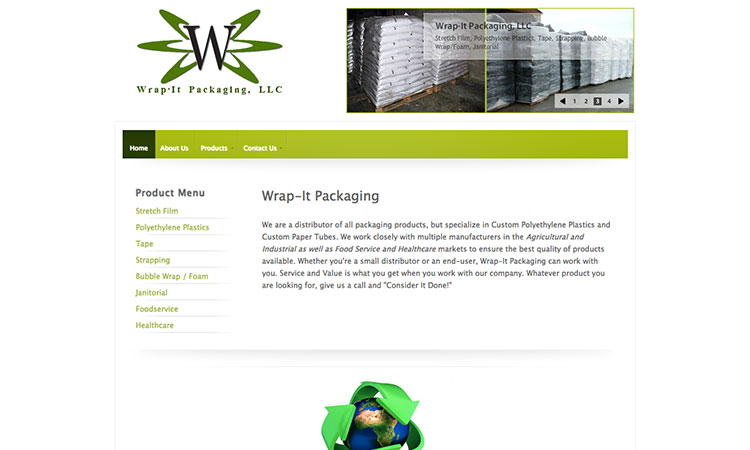 W
Wrap·It Packaging, LLC
Wrap-It Packaging, LLC
Stretch Film, Polyethylene Plastics, Tape, Strapping, Bubble
Wrap/Foam, Janitorial
1 2 3 4
Home About Us Products Contact Us
Product Menu
Stretch Film
Polyethylene Plastics
Tape
Strapping
Bubble Wrap / Foam
Janitorial
Foodservice
Healthcare
Wrap-It Packaging
We are a distributor of all packaging products, but specialize in Custom Polyethylene Plastics and
Custom Paper Tubes. We work closely with multiple manufacturers in the Agricultural and
Industrial as well as Food Service and Healthcare markets to ensure the best quality of products
available. Whether you're a small distributor or an end-user, Wrap-It Packaging can work with
you. Service and Value is what you get when you work with our company. Whatever product you
are looking for, give us a call and "Consider It Done!"